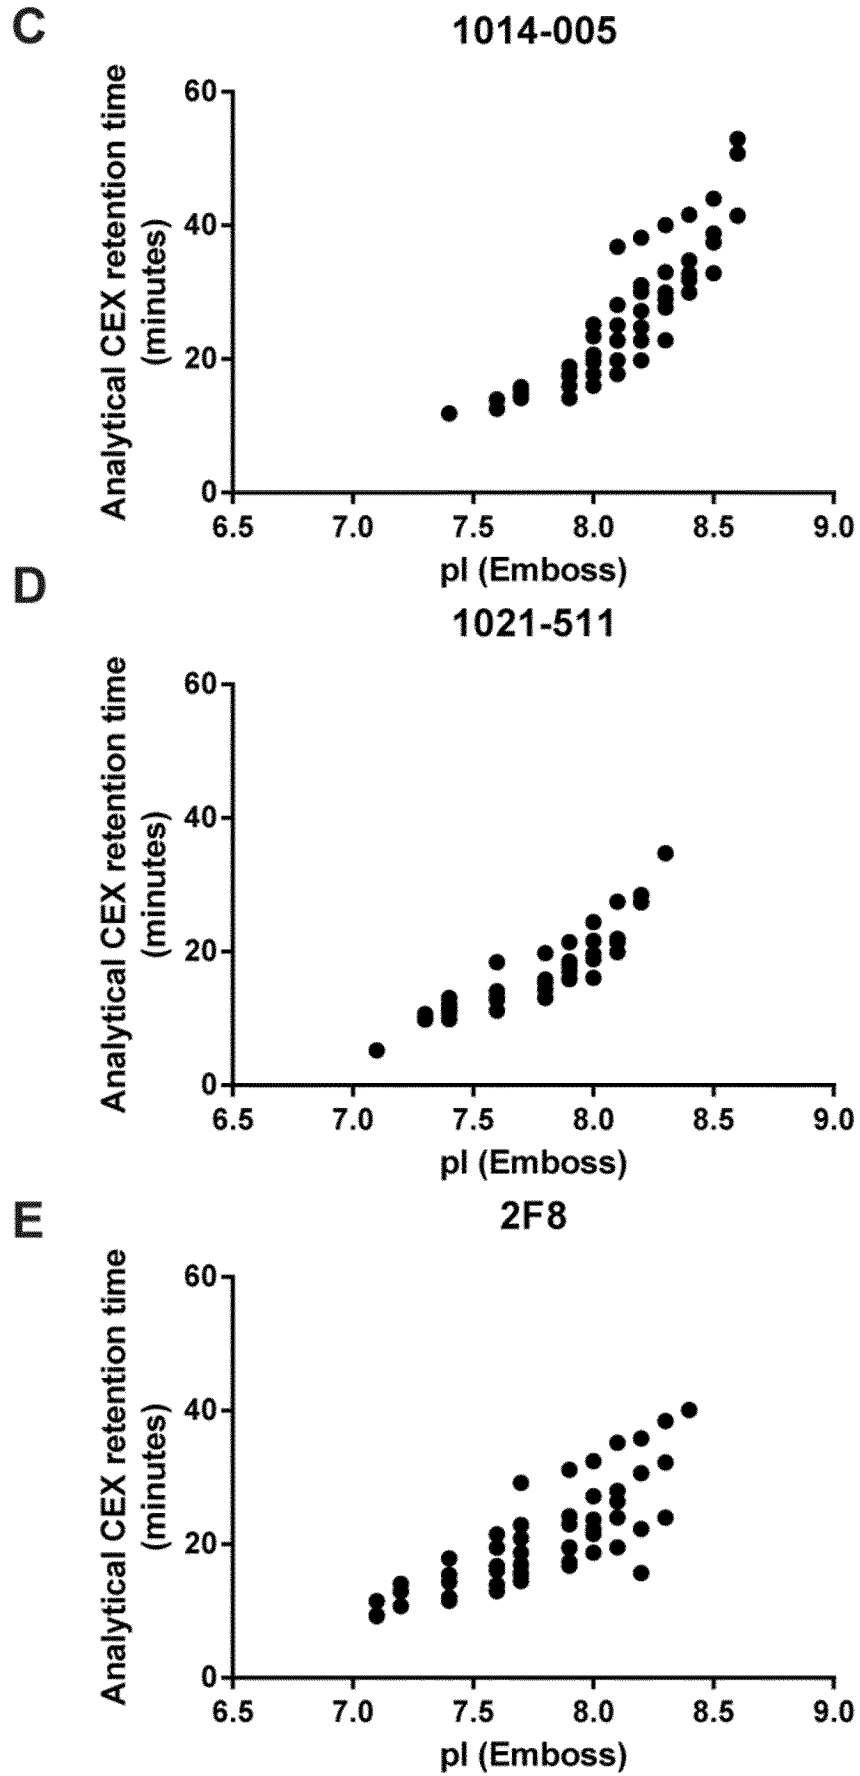 C
1014-005
Analytical CEX retention time
(minutes)
60
40
20
0
6.5 7.0 7.5 8.0 8.5 9.0
pI (Emboss)
D
1021-511
Analytical CEX retention time
(minutes)
60
40
20
0
6.5 7.0 7.5 8.0 8.5 9.0
pI (Emboss)
E
2F8
Analytical CEX retention time
(minutes)
60
40
20
0
6.5 7.0 7.5 8.0 8.5 9.0
pI (Emboss)